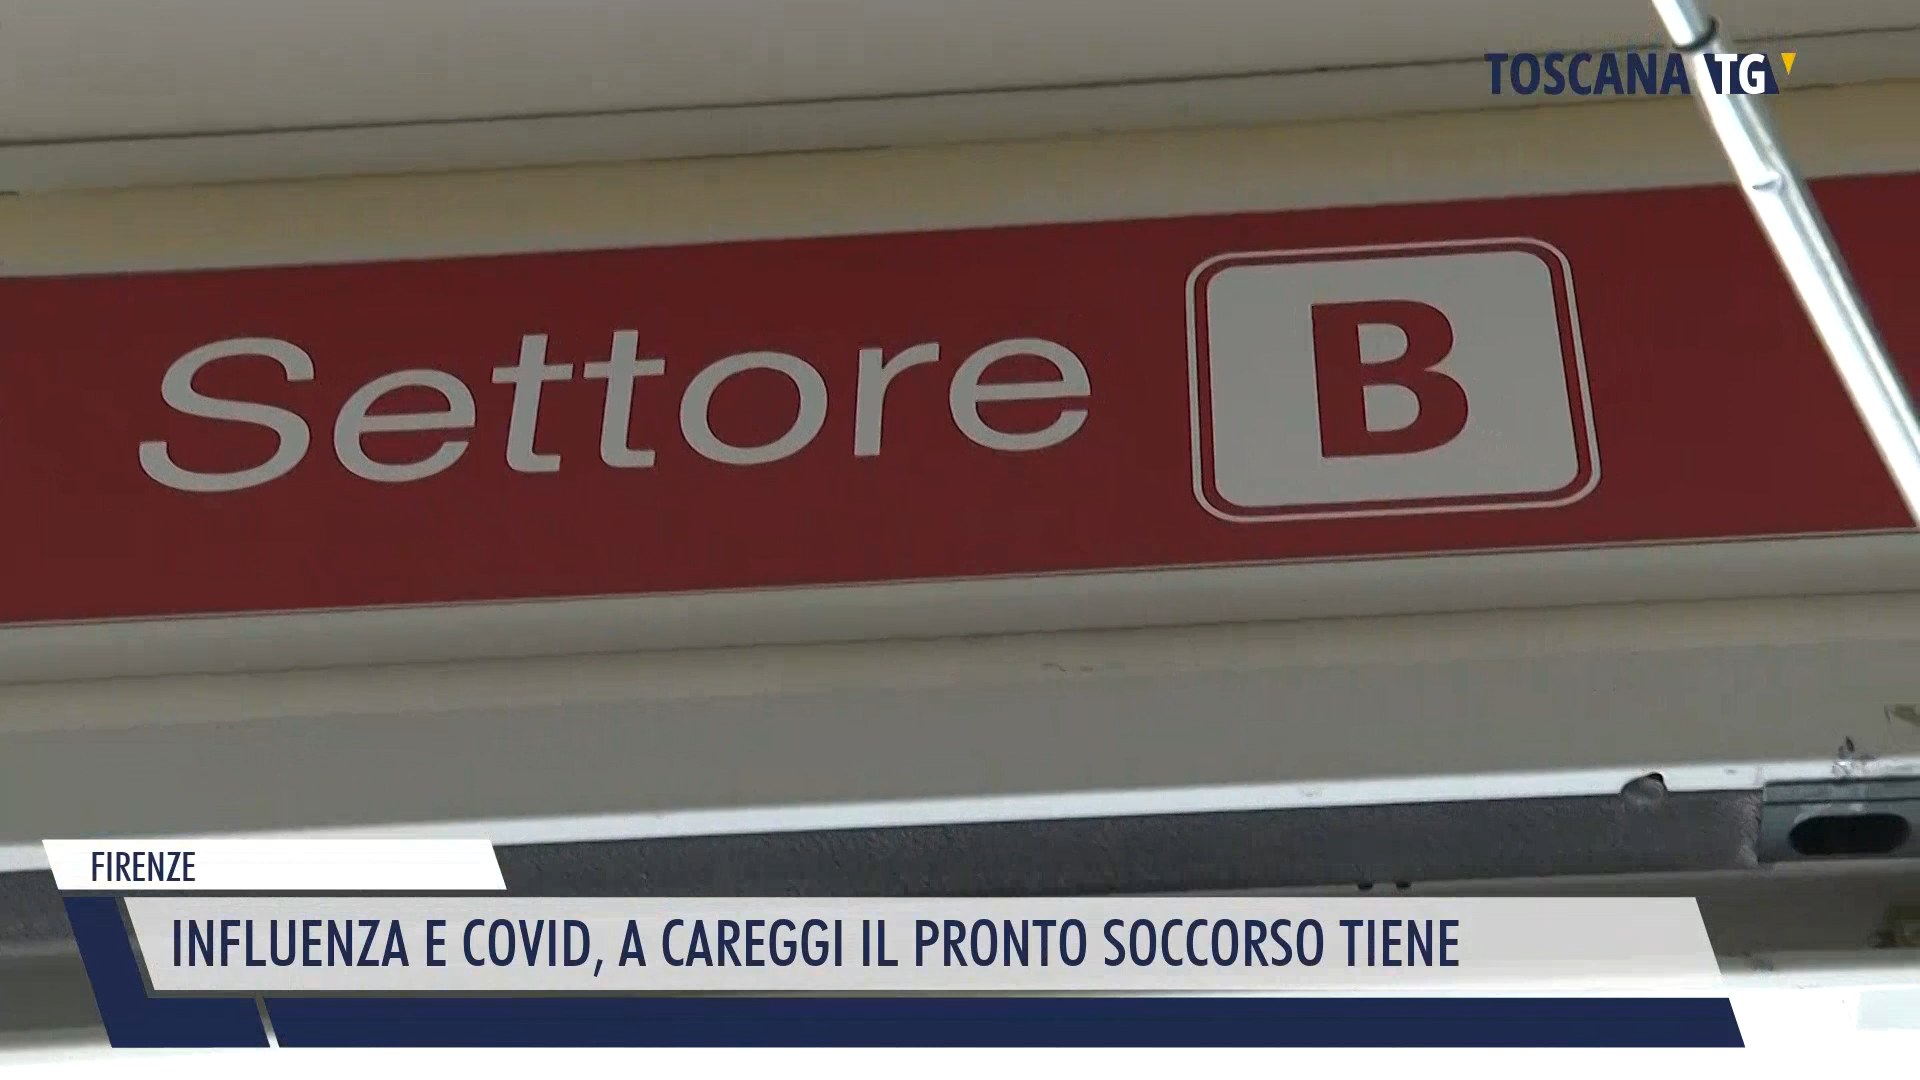 TOSCANA TG
Settore B
FIRENZE
INFLUENZA E COVID, A CAREGGI IL PRONTO SOCCORSO TIENE